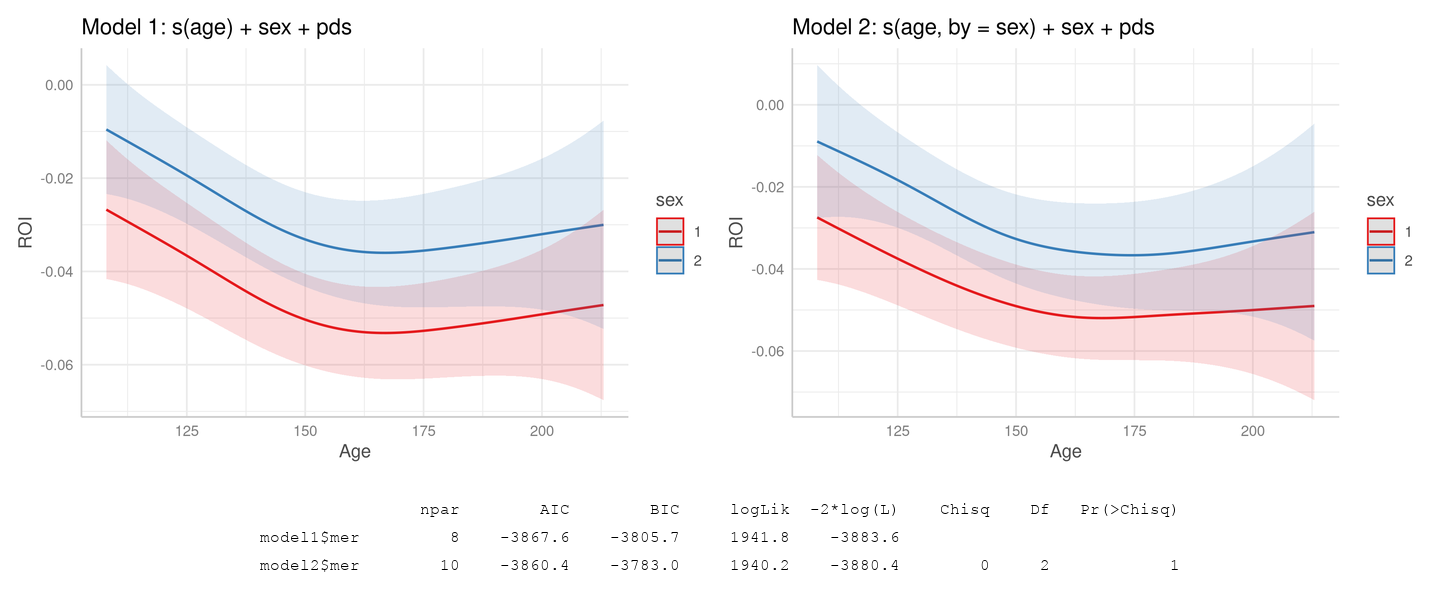 Model 1: s(age) + sex + pds
0.00
-0.02
-0.04
-0.06
ROI
125 150 175 200
Age
sex
1
2
Model 2: s(age, by = sex) + sex + pds
0.00
-0.02
-0.04
-0.06
ROI
125 150 175 200
Age
sex
1
2
npar AIC BIC logLik -2*log(L) Chisq Df Pr(>Chisq)
model1$mer 8 -3867.6 -3805.7 1941.8 -3883.6
model2$mer 10 -3860.4 -3783.0 1940.2 -3880.4 0 2 1